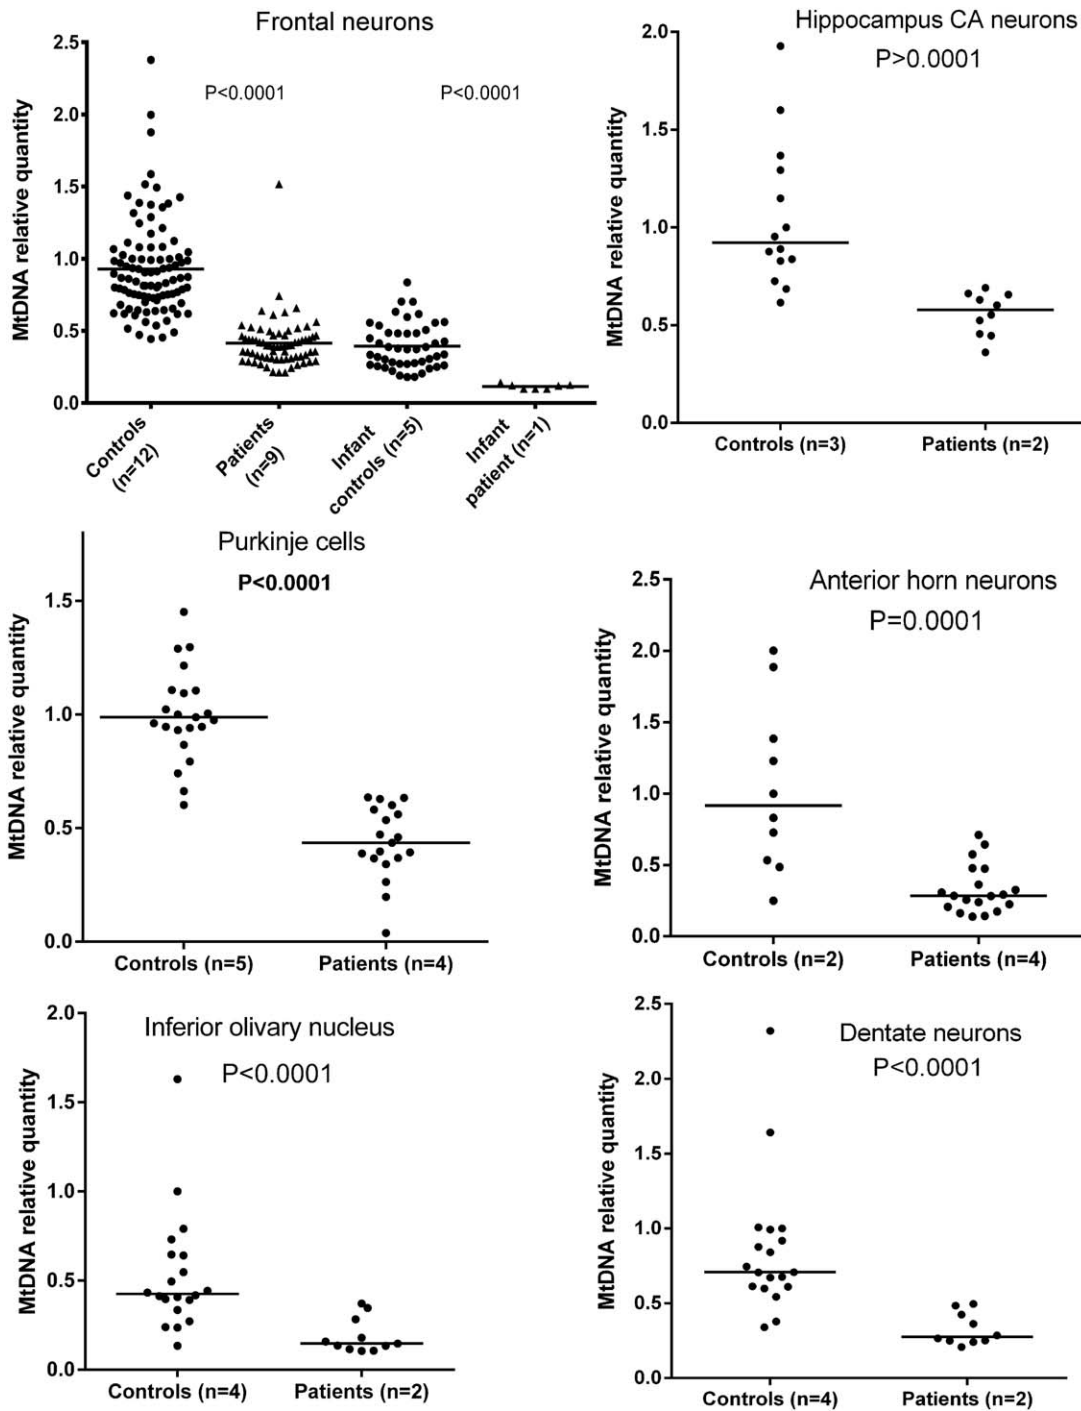 Frontal neurons
P<0.0001
P<0.0001
MtDNA relative quantity
2.5
2.0
1.5
1.0
0.5
0.0
Controls
(n=12)
Patients
(n=9)
Infant
controls (n=5)
Infant
patient (n=1)
Hippocampus CA neurons
P>0.0001
MtDNA relative quantity
2.0
1.5
1.0
0.5
0.0
Controls (n=3)
Patients (n=2)
Purkinje cells
P<0.0001
MtDNA relative quantity
1.5
1.0
0.5
0.0
Controls (n=5)
Patients (n=4)
Anterior horn neurons
P=0.0001
MtDNA relative quantity
2.5
2.0
1.5
1.0
0.5
0.0
Controls (n=2)
Patients (n=4)
Inferior olivary nucleus
P<0.0001
MtDNA relative quantity
2.0
1.5
1.0
0.5
0.0
Controls (n=4)
Patients (n=2)
Dentate neurons
P<0.0001
MtDNA relative quantity
2.5
2.0
1.5
1.0
0.5
0.0
Controls (n=4)
Patients (n=2)